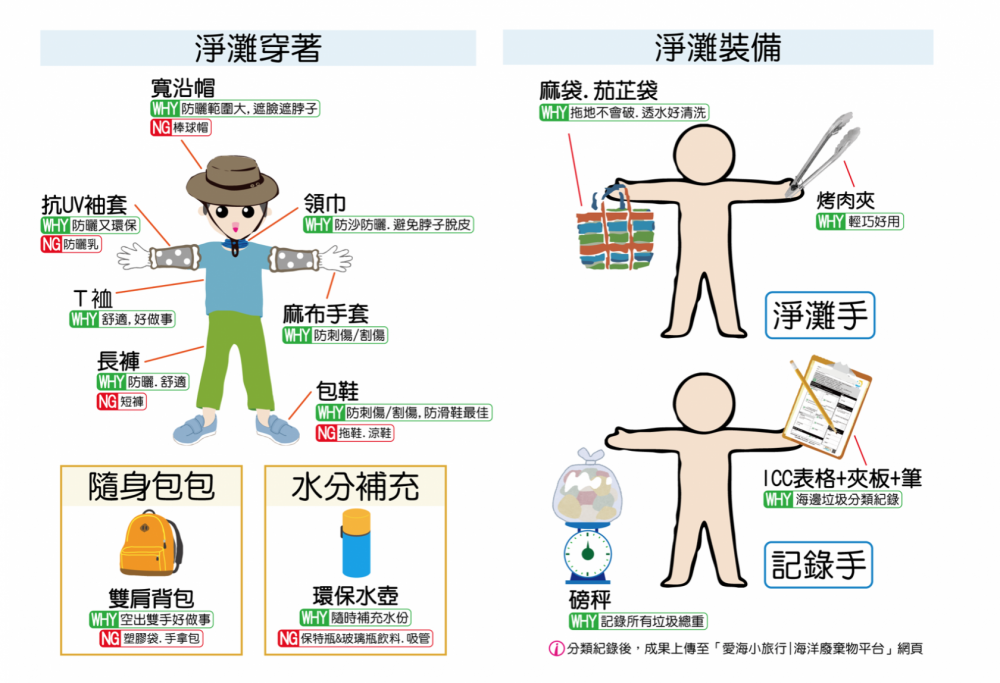 淨灘穿著
寬沿帽
WHY 防曬範圍大,遮臉遮脖子
NG 棒球帽
抗UV袖套
WHY 防曬又環保
NG 防曬乳
領巾
WHY 防沙防曬.避免脖子脫皮
T裇
WHY 舒適,好做事
麻布手套
WHY 防刺傷/割傷
長褲
WHY 防曬.舒適
NG 短褲
包鞋
WHY 防刺傷/割傷,防滑鞋最佳
NG 拖鞋.涼鞋
隨身包包
雙肩背包
WHY 空出雙手好做事
NG 塑膠袋.手拿包
水分補充
環保水壺
WHY 隨時補充水份
NG 保特瓶&玻璃瓶飲料.吸管
淨灘裝備
麻袋.茄芷袋
WHY 拖地不會破.透水好清洗
烤肉夾
WHY 輕巧好用
淨灘手
ICC表格+夾板+筆
WHY 海邊垃圾分類紀錄
記錄手
磅秤
WHY 記錄所有垃圾總重
i 分類紀錄後,成果上傳至「愛海小旅行|海洋廢棄物平台」網頁